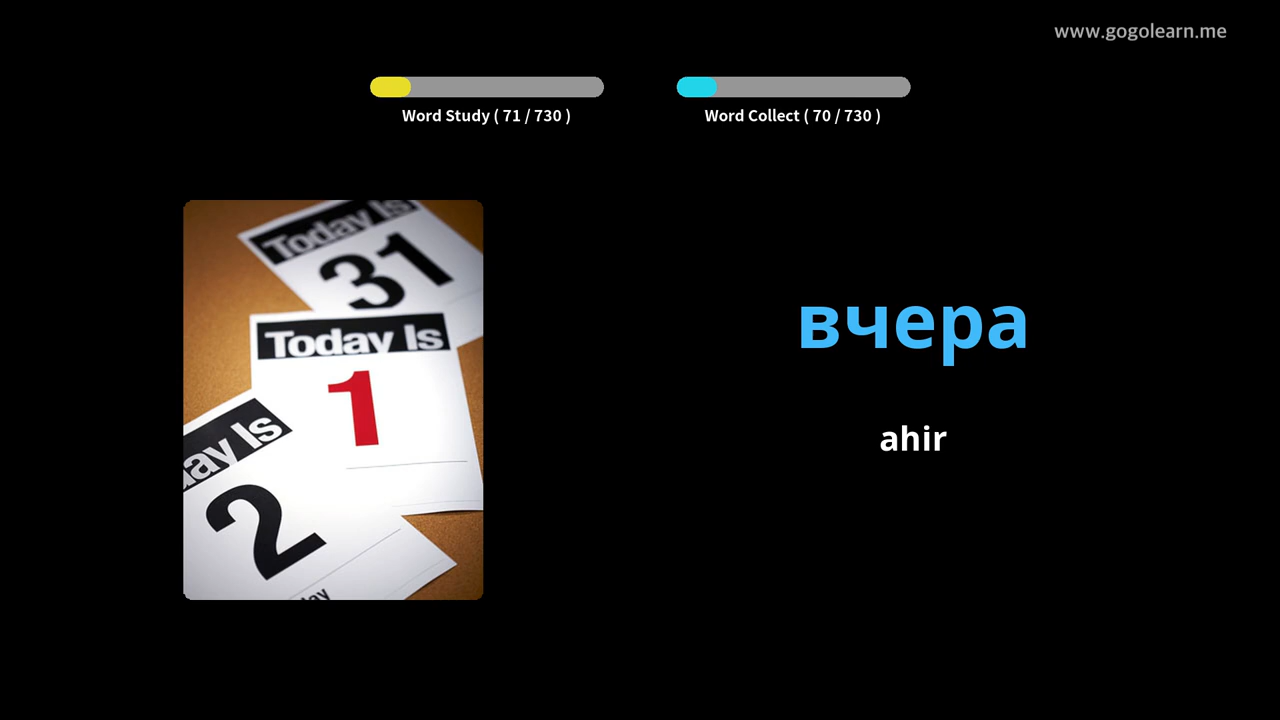 www.gogolearn.me
Word Study ( 71 / 730 )
Word Collect ( 70 / 730 )
Today Is
31
Today Is
1
day Is
2
вчера
ahir